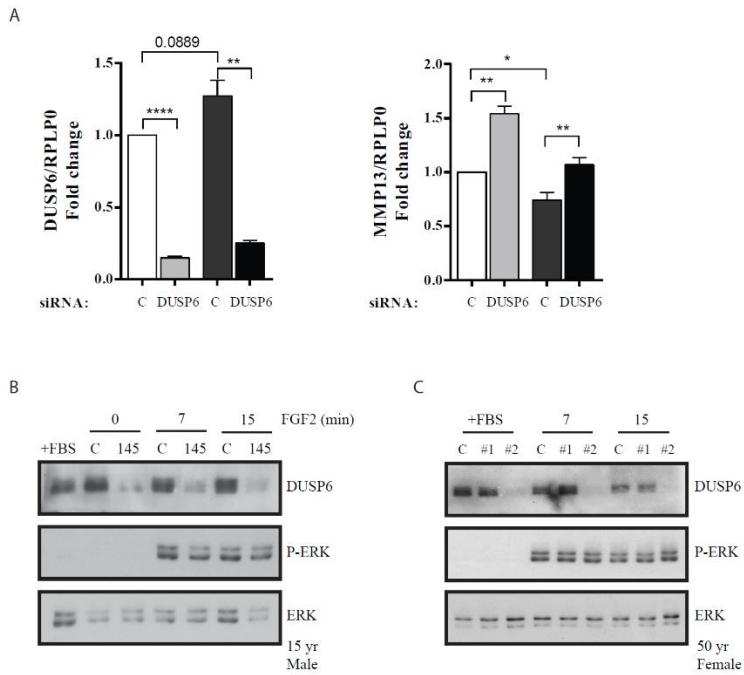 A
DUSP6/RPLP0
Fold change
1.5
1.0
0.5
0.0
0.0889
**
****
siRNA:
C DUSP6 C DUSP6
MMP13/RPLP0
Fold change
2.0
1.5
1.0
0.5
0.0
*
**
**
siRNA:
C DUSP6 C DUSP6
B
0 7 15 FGF2 (min)
+FBS C 145 C 145 C 145
DUSP6
P-ERK
ERK
15 yr
Male
C
+FBS 7 15
C #1 #2 C #1 #2 C #1 #2
DUSP6
P-ERK
ERK
50 yr
Female